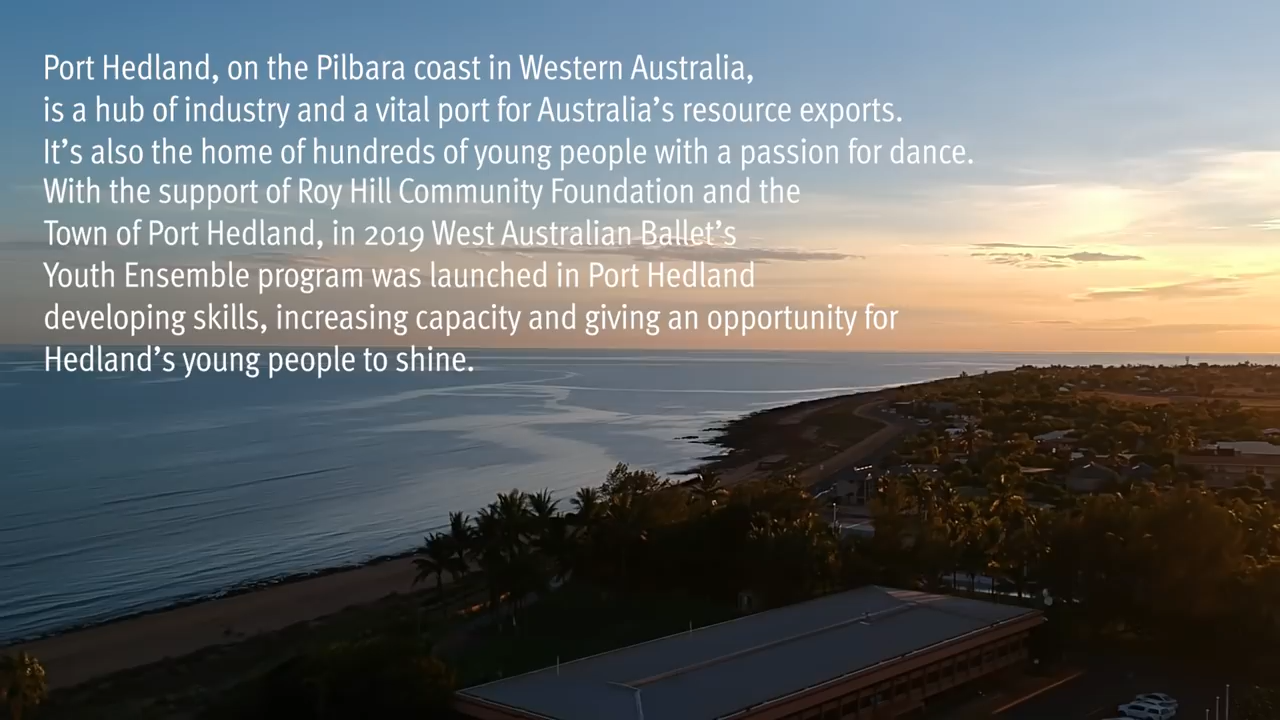 Port Hedland, on the Pilbara coast in Western Australia,
is a hub of industry and a vital port for Australia’s resource exports.
It’s also the home of hundreds of young people with a passion for dance.
With the support of Roy Hill Community Foundation and the
Town of Port Hedland, in 2019 West Australian Ballet’s
Youth Ensemble program was launched in Port Hedland
developing skills, increasing capacity and giving an opportunity for
Hedland’s young people to shine.